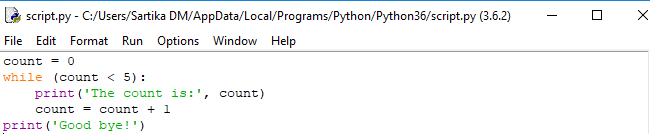 script.py - C:/Users/Sartika DM/AppData/Local/Programs/Python/Python36/script.py (3.6.2)
File Edit Format Run Options Window Help
count = 0
while (count < 5):
    print('The count is:', count)
    count = count + 1
print('Good bye!')